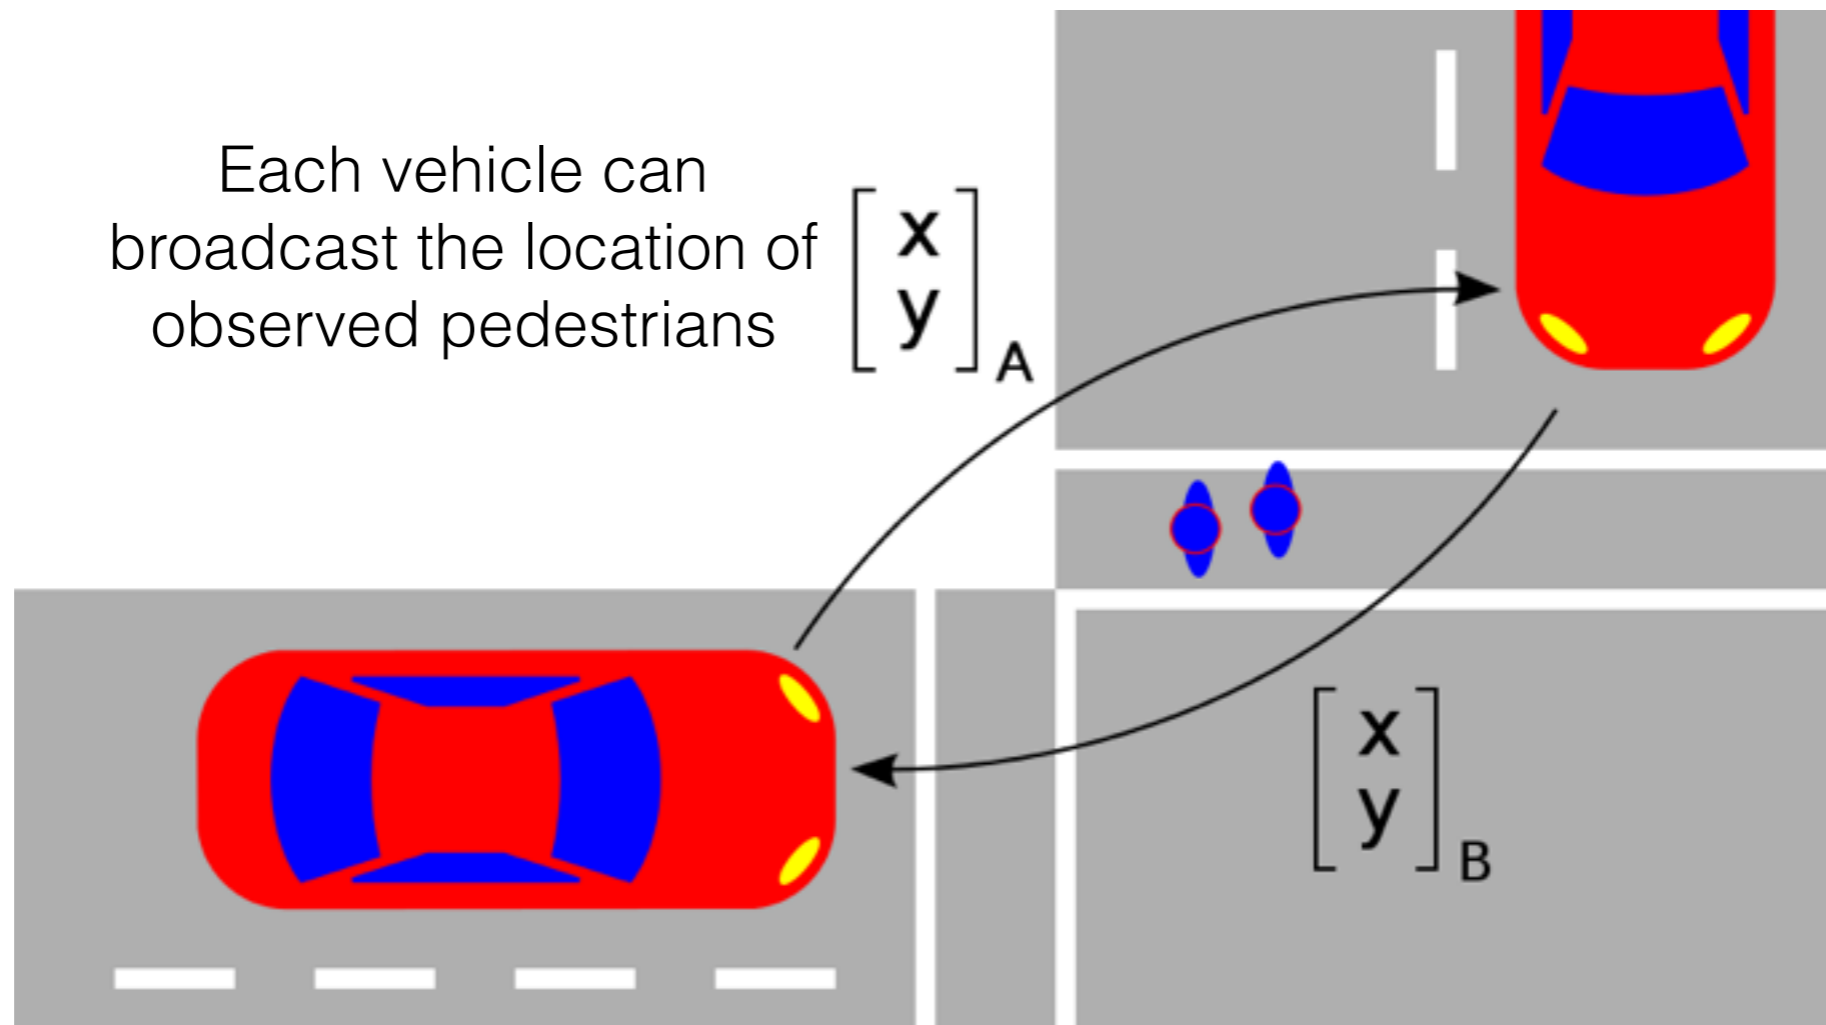 Each vehicle can
broadcast the location of
observed pedestrians
x
y
A
x
y
B